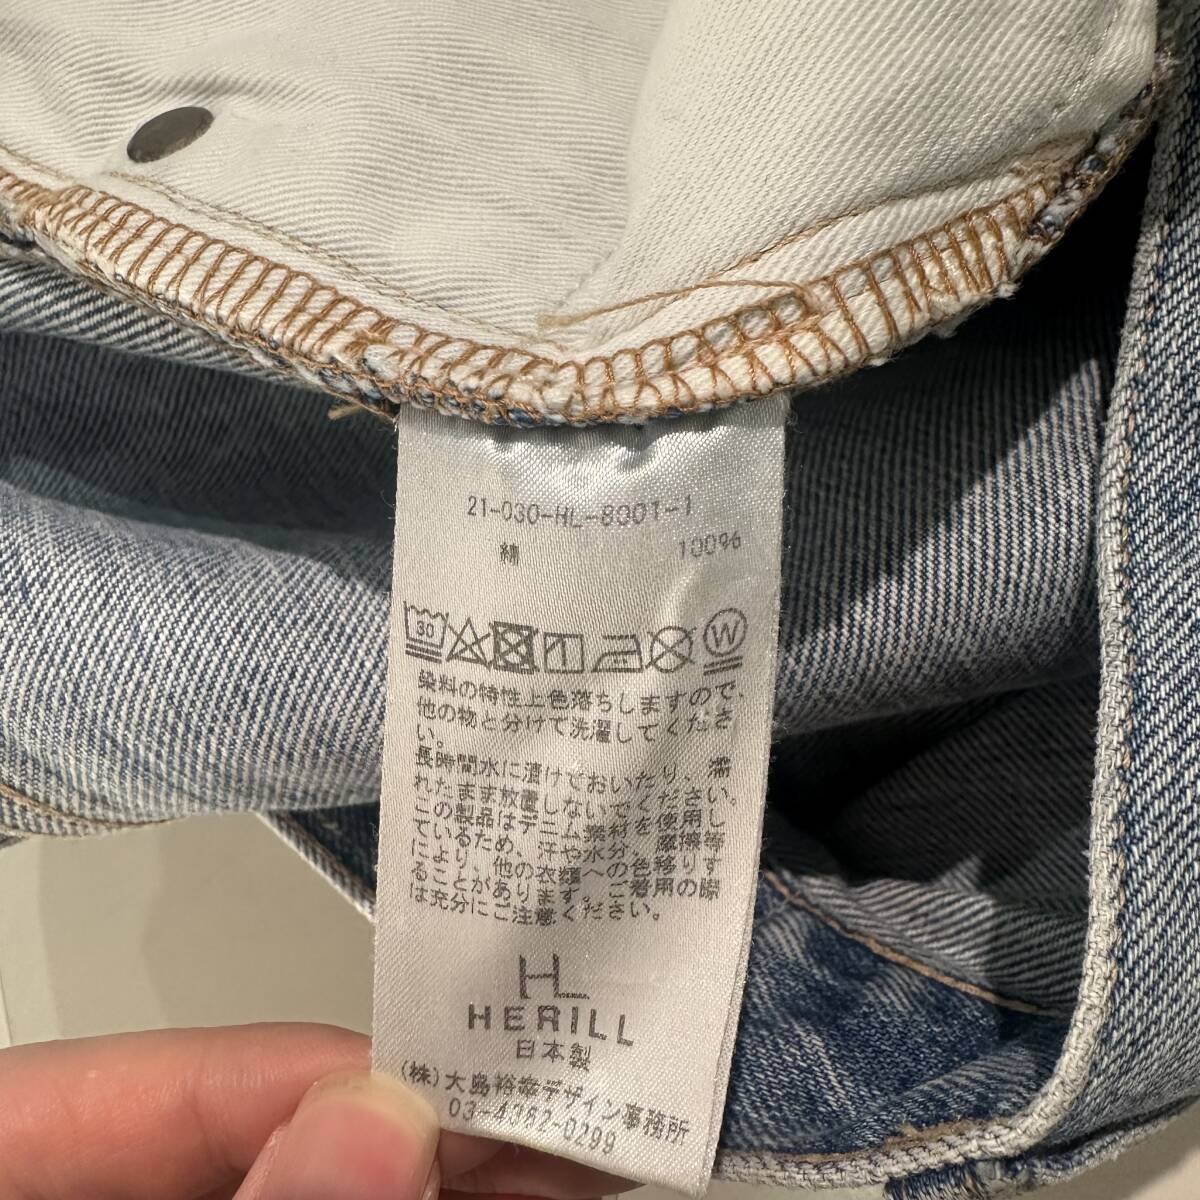 21-030-HL-8001-1
綿 100%
30
W
染料の特性上色落ちしますので、
他の物と分けて洗濯してくださ
い。
長時間水に漬けておいたり、濡
れたまま放置しないでください。
この製品はデニム素材を使用し
ているため、汗や水分、摩擦等
により、他の衣類への色移りす
ることがあります。ご着用の際
は充分にご注意ください。
HL
HERILL
日本製
(株)大島裕幸デザイン事務所
03-4362-0299